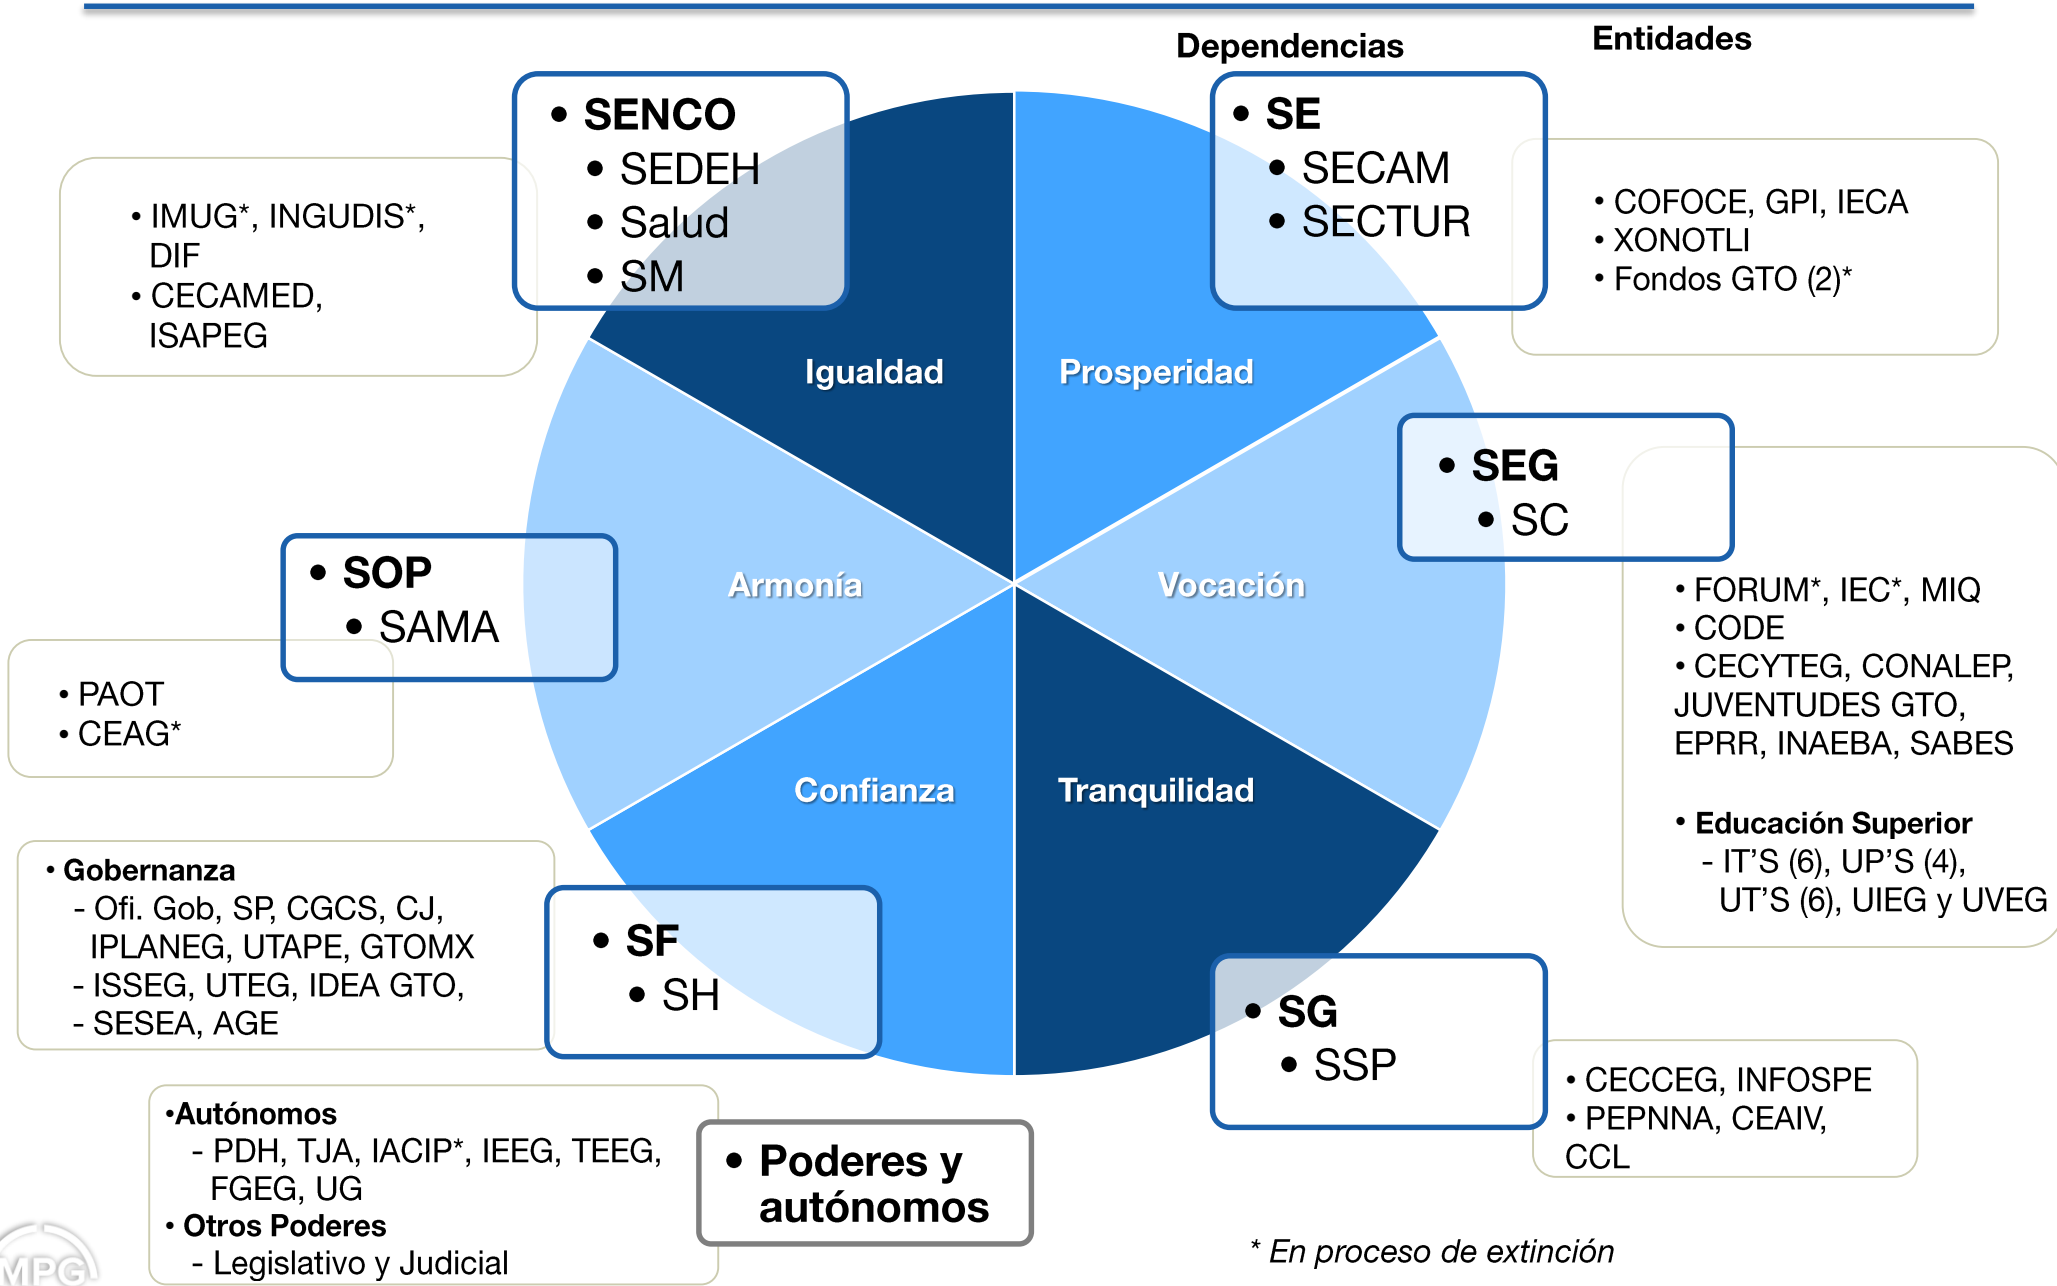 Dependencias
Entidades
• SENCO
• SEDEH
• Salud
• SM
• IMUG*, INGUDIS*,
DIF
• CECAMED,
ISAPEG
• SE
• SECAM
• SECTUR
• COFOCE, GPI, IECA
• XONOTLI
• Fondos GTO (2)*
Igualdad
Prosperidad
• SEG
• SC
• SOP
• SAMA
Armonía
Vocación
• FORUM*, IEC*, MIQ
• CODE
• CECYTEG, CONALEP,
JUVENTUDES GTO,
EPRR, INAEBA, SABES
• Educación Superior
- IT’S (6), UP’S (4),
UT’S (6), UIEG y UVEG
• PAOT
• CEAG*
Confianza
Tranquilidad
• Gobernanza
- Ofi. Gob, SP, CGCS, CJ,
IPLANEG, UTAPE, GTOMX
- ISSEG, UTEG, IDEA GTO,
- SESEA, AGE
• SF
• SH
• SG
• SSP
• CECCEG, INFOSPE
• PEPNNA, CEAIV,
CCL
•Autónomos
- PDH, TJA, IACIP*, IEEG, TEEG,
FGEG, UG
• Otros Poderes
- Legislativo y Judicial
• Poderes y
autónomos
* En proceso de extinción
MPG